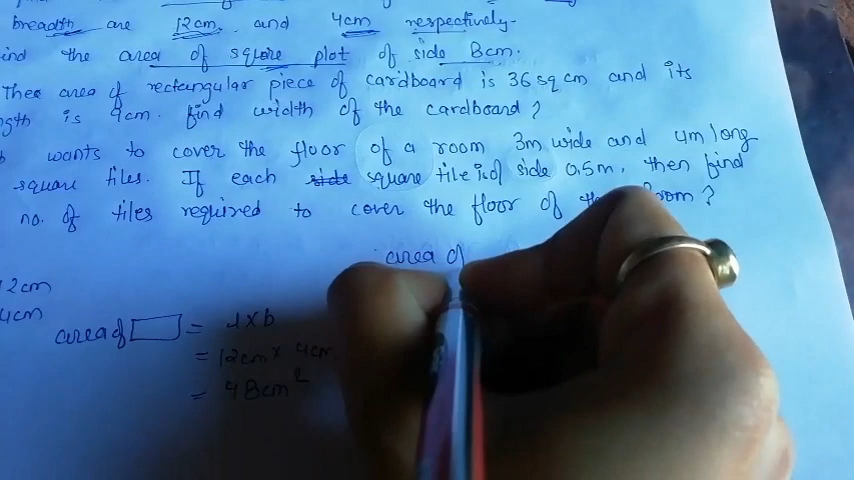 breadth are 12cm and 4cm respectively.
ind the area of square plot of side 8cm.
Thee area of rectangular piece of cardboard is 36 sq cm and its
ngth is 9cm. find width of the cardboard?
wants to cover the floor of a room 3m wide and 4m long
square tiles. If each side square tile is of side 0.5m, then find
no. of tiles required to cover the floor of the room?
area of
2cm
4cm
area of = l×b
= 12cm × 4cm
= 48cm²